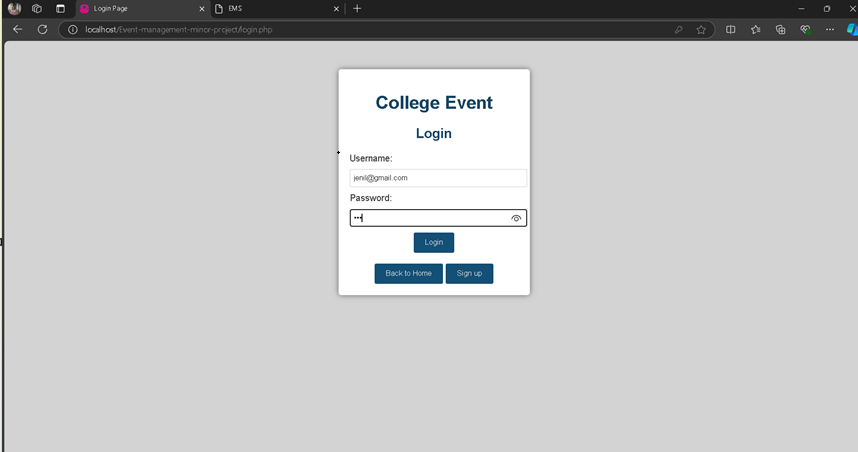 Login Page
EMS
localhost/Event-management-minor-project/login.php
College Event
Login
Username:
jenil@gmail.com
Password:
•••
Login
Back to Home
Sign up